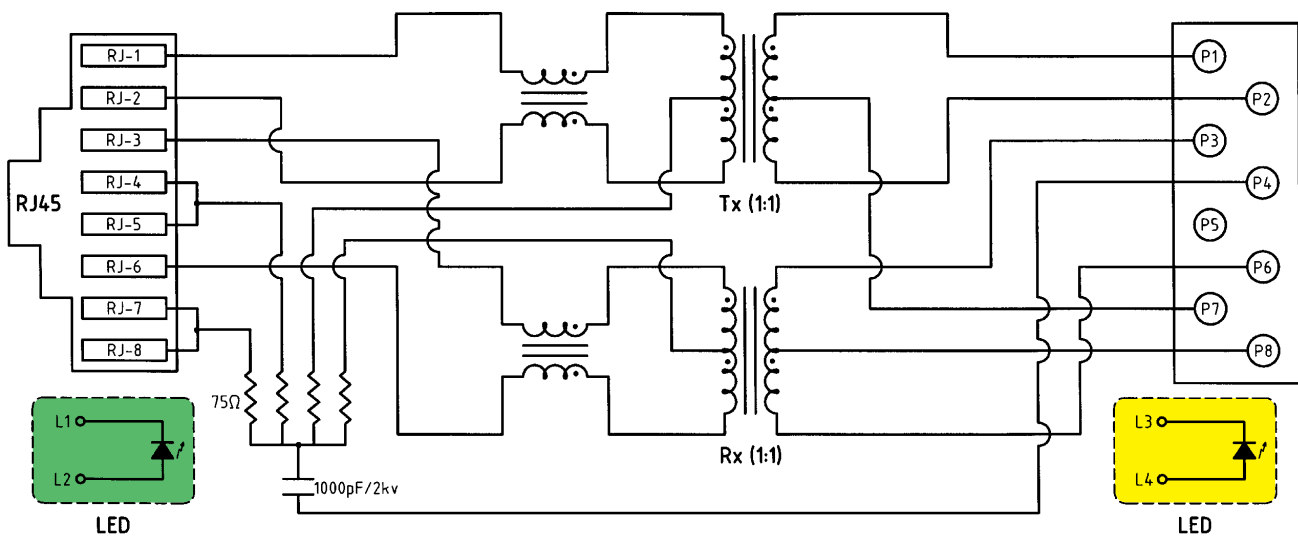 RJ45
RJ-1
RJ-2
RJ-3
RJ-4
RJ-5
RJ-6
RJ-7
RJ-8
Tx (1:1)
Rx (1:1)
P1
P2
P3
P4
P5
P6
P7
P8
75Ω
1000pF/2kv
L1
L2
LED
L3
L4
LED